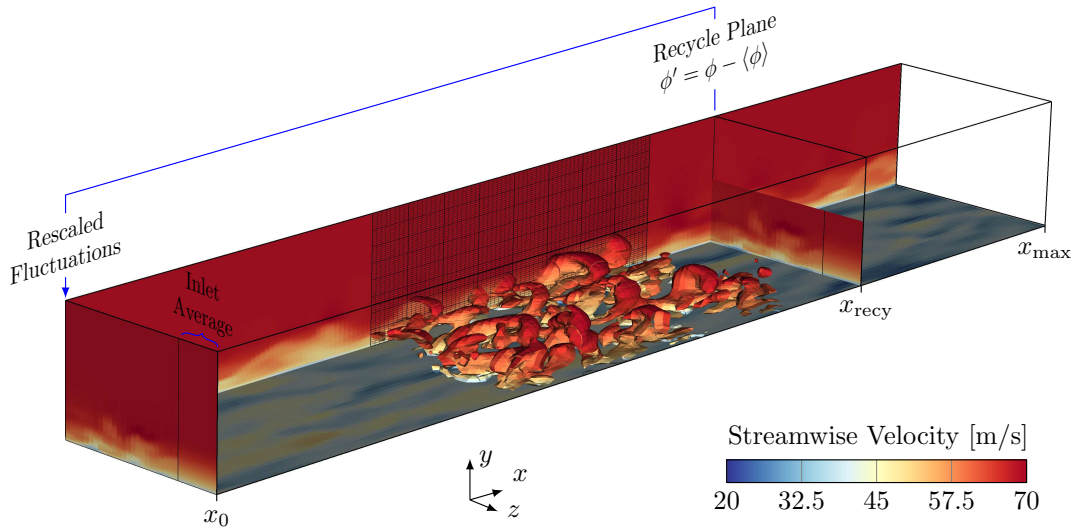 Recycle Plane
ϕ′ = ϕ − ⟨ϕ⟩
Rescaled
Fluctuations
Inlet
Average
x_max
x_recy
x_0
y
x
z
Streamwise Velocity [m/s]
20 32.5 45 57.5 70